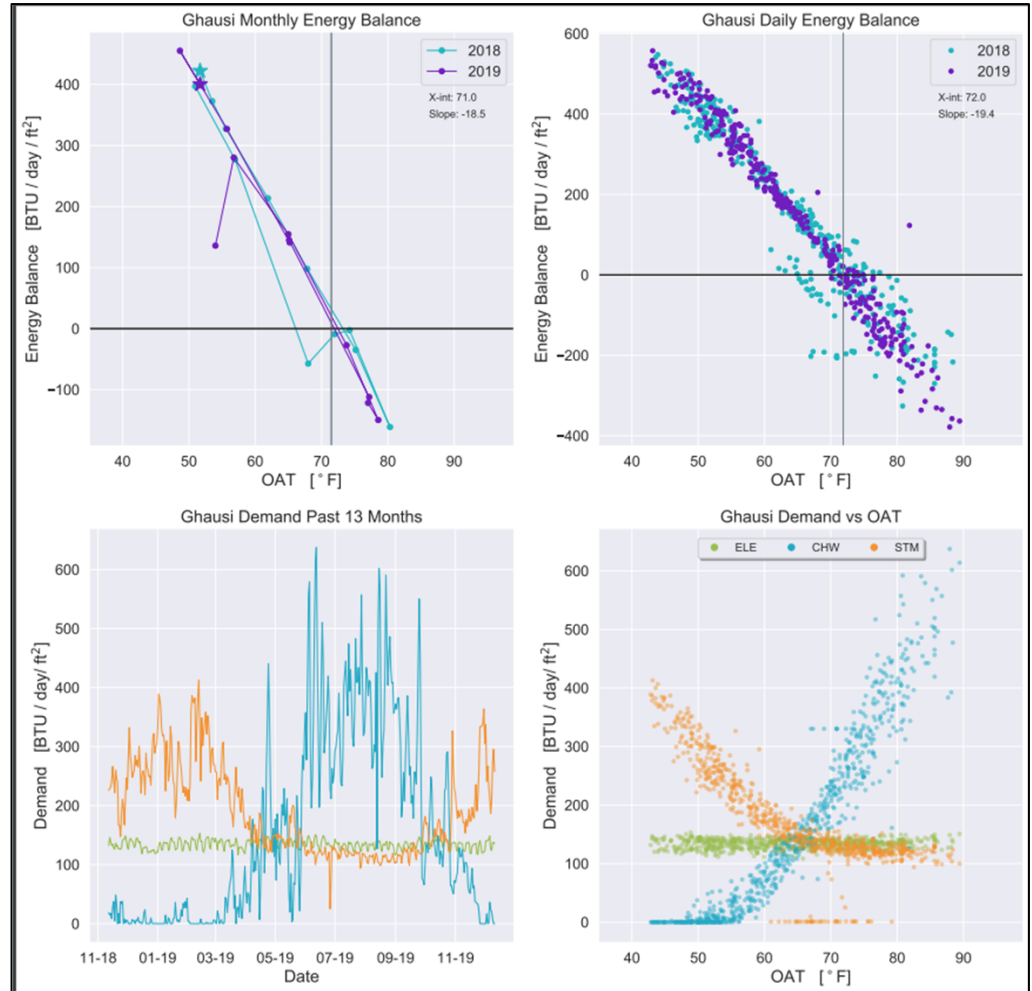 Ghausi Monthly Energy Balance
2018
2019
X-int: 71.0
Slope: -18.5
Energy Balance [BTU / day / ft²]
400
300
200
100
0
−100
40 50 60 70 80 90
OAT [°F]
Ghausi Daily Energy Balance
2018
2019
X-int: 72.0
Slope: -19.4
Energy Balance [BTU / day / ft²]
600
400
200
0
−200
−400
40 50 60 70 80 90
OAT [°F]
Ghausi Demand Past 13 Months
Demand [BTU / day/ ft²]
600
500
400
300
200
100
0
11-18 01-19 03-19 05-19 07-19 09-19 11-19
Date
Ghausi Demand vs OAT
ELE CHW STM
Demand [BTU / day/ ft²]
600
500
400
300
200
100
0
40 50 60 70 80 90
OAT [°F]